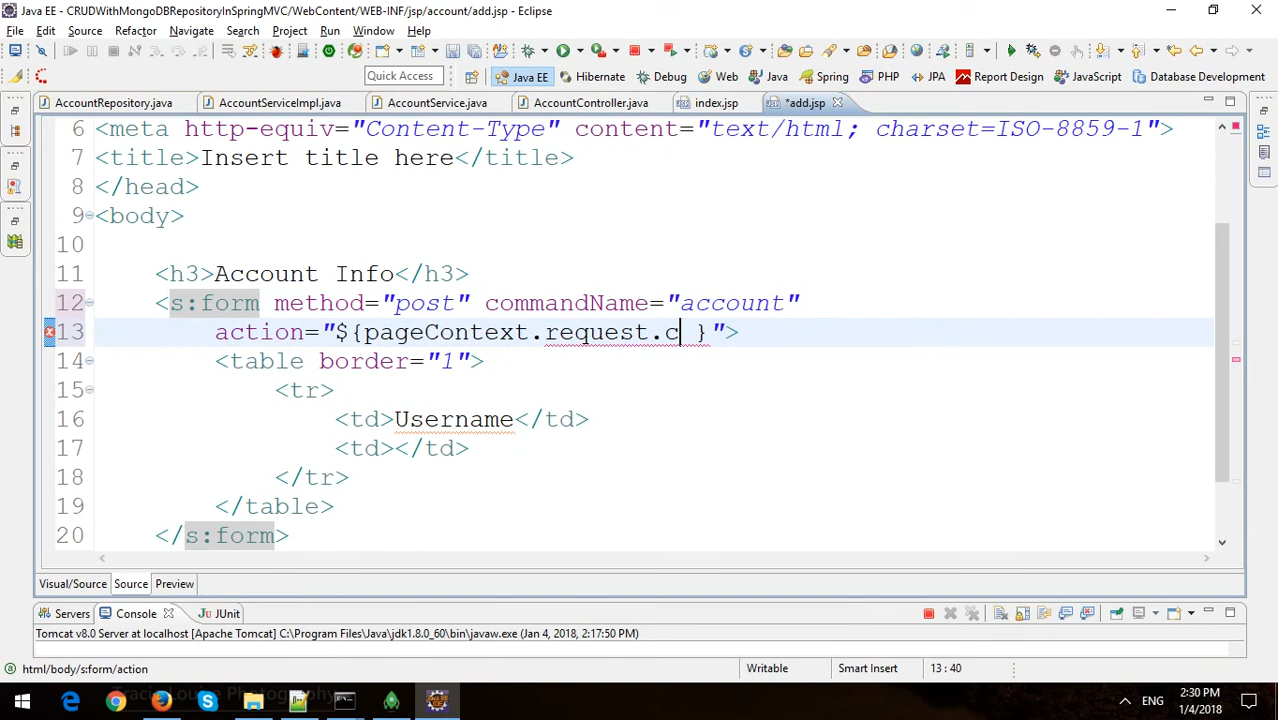 Java EE - CRUDWithMongoDBRepositoryInSpringMVC/WebContent/WEB-INF/jsp/account/add.jsp - Eclipse
File Edit Source Refactor Navigate Search Project Run Window Help
Quick Access Java EE Hibernate Debug Web Java Spring PHP JPA Report Design JavaScript Database Development
AccountRepository.java AccountServiceImpl.java AccountService.java AccountController.java index.jsp *add.jsp
6 <meta http-equiv="Content-Type" content="text/html; charset=ISO-8859-1">
7 <title>Insert title here</title>
8 </head>
9 <body>
10
11 <h3>Account Info</h3>
12 <s:form method="post" commandName="account"
13 action="${pageContext.request.c }">
14 <table border="1">
15 <tr>
16 <td>Username</td>
17 <td></td>
18 </tr>
19 </table>
20 </s:form>
Visual/Source Source Preview
Servers Console JUnit
Tomcat v8.0 Server at localhost [Apache Tomcat] C:\Program Files\Java\jdk1.8.0_60\bin\javaw.exe (Jan 4, 2018, 2:17:50 PM)
html/body/s:form/action Writable Smart Insert 13 : 40
ENG 2:30 PM
1/4/2018